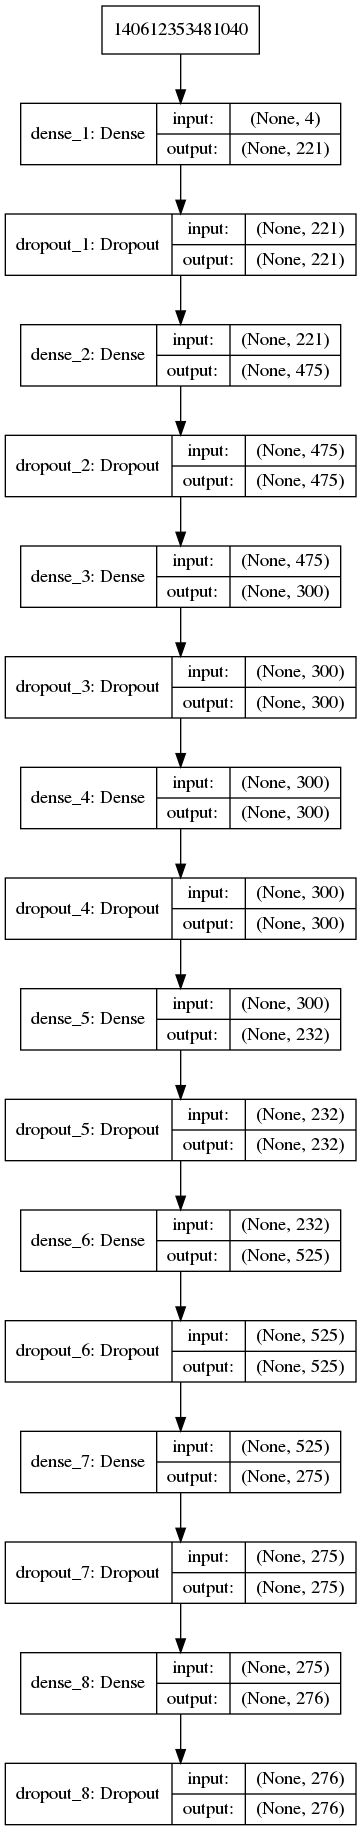 140612353481040
dense_1: Dense
input: (None, 4)
output: (None, 221)
dropout_1: Dropout
input: (None, 221)
output: (None, 221)
dense_2: Dense
input: (None, 221)
output: (None, 475)
dropout_2: Dropout
input: (None, 475)
output: (None, 475)
dense_3: Dense
input: (None, 475)
output: (None, 300)
dropout_3: Dropout
input: (None, 300)
output: (None, 300)
dense_4: Dense
input: (None, 300)
output: (None, 300)
dropout_4: Dropout
input: (None, 300)
output: (None, 300)
dense_5: Dense
input: (None, 300)
output: (None, 232)
dropout_5: Dropout
input: (None, 232)
output: (None, 232)
dense_6: Dense
input: (None, 232)
output: (None, 525)
dropout_6: Dropout
input: (None, 525)
output: (None, 525)
dense_7: Dense
input: (None, 525)
output: (None, 275)
dropout_7: Dropout
input: (None, 275)
output: (None, 275)
dense_8: Dense
input: (None, 275)
output: (None, 276)
dropout_8: Dropout
input: (None, 276)
output: (None, 276)